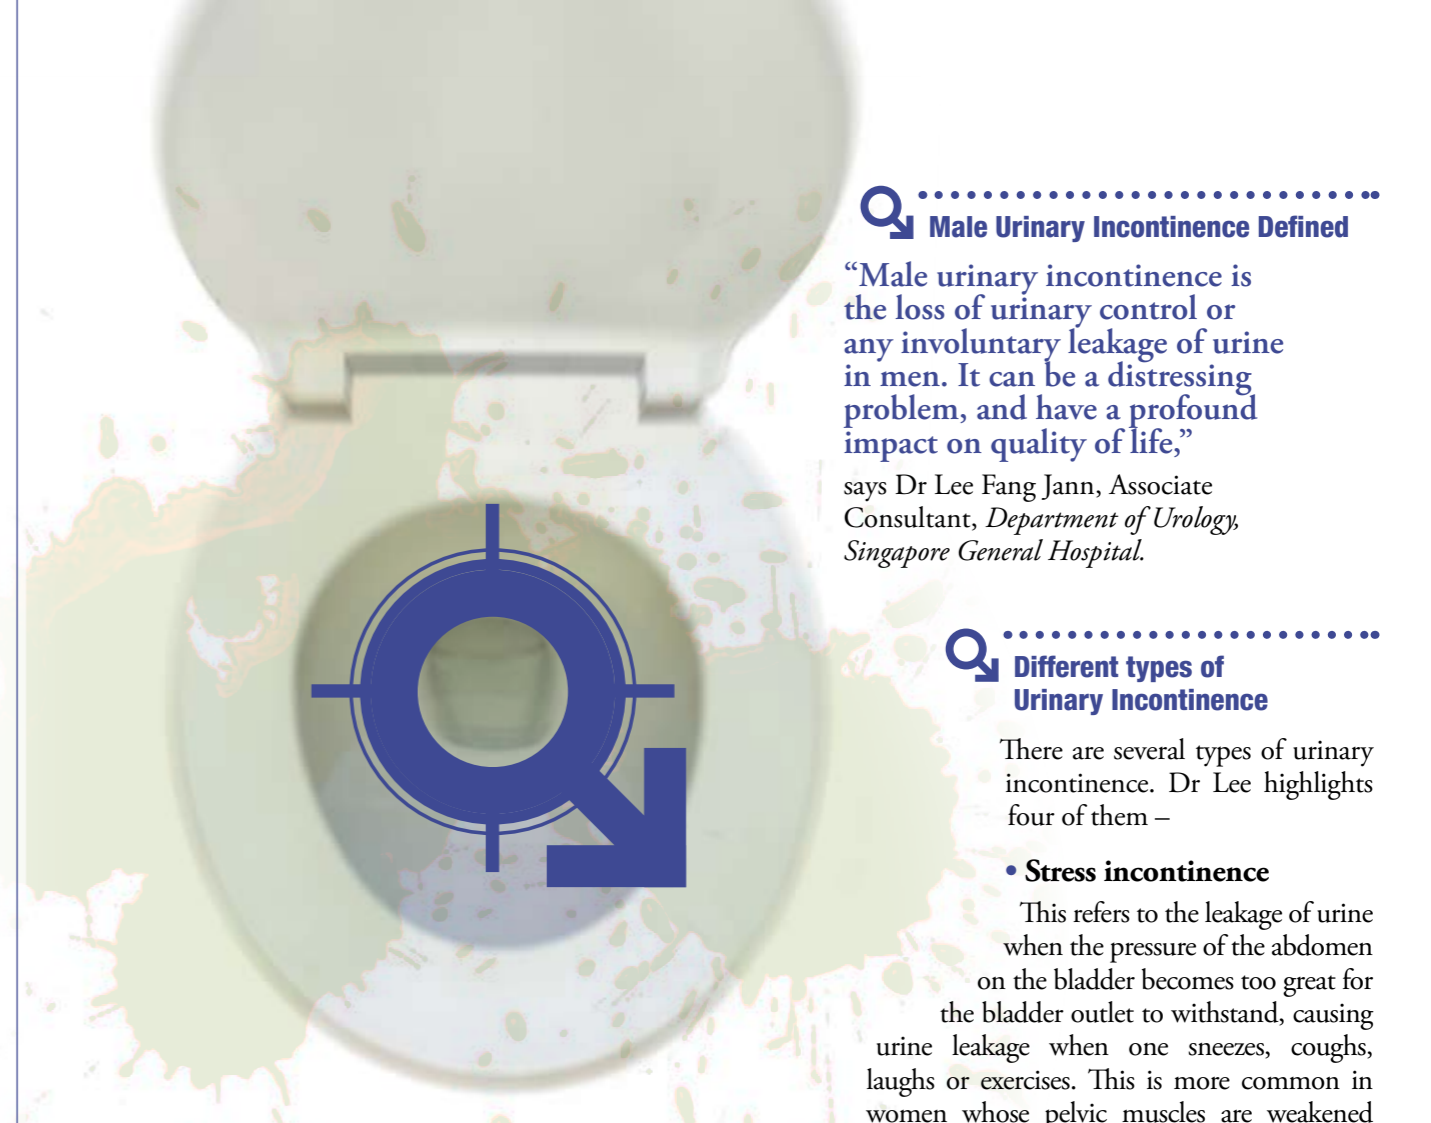 Male Urinary Incontinence Defined
“Male urinary incontinence is
the loss of urinary control or
any involuntary leakage of urine
in men. It can be a distressing
problem, and have a profound
impact on quality of life,”
says Dr Lee Fang Jann, Associate
Consultant, Department of Urology,
Singapore General Hospital.
Different types of
Urinary Incontinence
There are several types of urinary
incontinence. Dr Lee highlights
four of them –
• Stress incontinence
This refers to the leakage of urine
when the pressure of the abdomen
on the bladder becomes too great for
the bladder outlet to withstand, causing
urine leakage when one sneezes, coughs,
laughs or exercises. This is more common in
women whose pelvic muscles are weakened